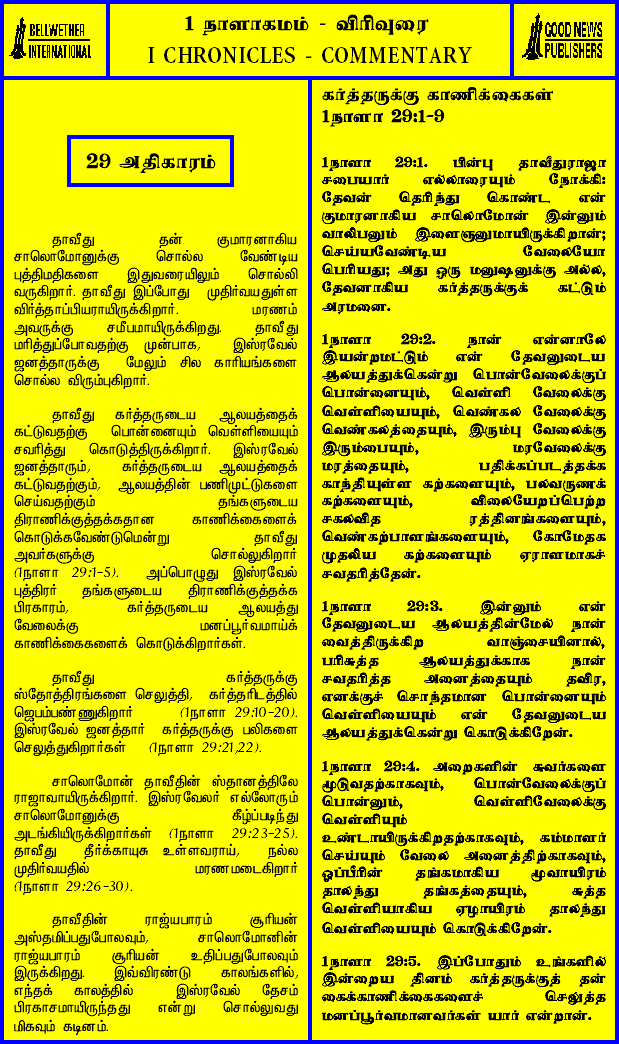 BELLWETHER
INTERNATIONAL
1 நாளாகமம் - விரிவுரை
I CHRONICLES - COMMENTARY
GOOD NEWS
PUBLISHERS
29 அதிகாரம்
தாவீது தன் குமாரனாகிய
சாலொமோனுக்கு சொல்ல வேண்டிய
புத்திமதிகளை இதுவரையிலும் சொல்லி
வருகிறார். தாவீது இப்போது முதிர்வயதுள்ள
விர்த்தாப்பியராயிருக்கிறார். மரணம்
அவருக்கு சமீபமாயிருக்கிறது. தாவீது
மரித்துப்போவதற்கு முன்பாக, இஸ்ரவேல்
ஜனத்தாருக்கு மேலும் சில காரியங்களை
சொல்ல விரும்புகிறார்.
தாவீது கர்த்தருடைய ஆலயத்தைக்
கட்டுவதற்கு பொன்னையும் வெள்ளியையும்
சவரித்து கொடுத்திருக்கிறார். இஸ்ரவேல்
ஜனத்தாரும், கர்த்தருடைய ஆலயத்தைக்
கட்டுவதற்கும், ஆலயத்தின் பணிமுட்டுகளை
செய்வதற்கும் தங்களுடைய
திராணிக்குத்தக்கதான காணிக்கைளைக்
கொடுக்கவேண்டுமென்று தாவீது
அவர்களுக்கு சொல்லுகிறார்
(1நாளா 29:1-5). அப்பொழுது இஸ்ரவேல்
புத்திரர் தங்களுடைய திராணிக்குத்தக்க
பிரகாரம், கர்த்தருடைய ஆலயத்து
வேலைக்கு மனப்பூர்வமாய்க்
காணிக்கைகளைக் கொடுக்கிறார்கள்.
தாவீது கர்த்தருக்கு
ஸ்தோத்திரங்களை செலுத்தி, கர்த்தரிடத்தில்
ஜெபம்பண்ணுகிறார் (1நாளா 29:10-20).
இஸ்ரவேல் ஜனத்தார் கர்த்தருக்கு பலிகளை
செலுத்துகிறார்கள் (1நாளா 29:21,22).
சாலொமோன் தாவீதின் ஸ்தானத்திலே
ராஜாவாயிருக்கிறார். இஸ்ரவேலர் எல்லோரும்
சாலொமோனுக்கு கீழ்ப்படிந்து
அடங்கியிருக்கிறார்கள் (1நாளா 29:23-25).
தாவீது தீர்க்காயுசு உள்ளவராய், நல்ல
முதிர்வயதில் மரணமடைகிறார்
(1நாளா 29:26-30).
தாவீதின் ராஜ்யபாரம் சூரியன்
அஸ்தமிப்பதுபோலவும், சாலொமோனின்
ராஜ்யபாரம் சூரியன் உதிப்பதுபோலவும்
இருக்கிறது. இவ்விரண்டு காலங்களில்,
எந்தக் காலத்தில் இஸ்ரவேல் தேசம்
பிரகாசமாயிருந்தது என்று சொல்லுவது
மிகவும் கடினம்.
கர்த்தருக்கு காணிக்கைகள்
1நாளா 29:1-9
1நாளா 29:1. பின்பு தாவீதுராஜா
சபையார் எல்லாரையும் நோக்கி:
தேவன் தெரிந்து கொண்ட என்
குமாரனாகிய சாலொமோன் இன்னும்
வாலிபனும் இளைஞனுமாயிருக்கிறான்;
செய்யவேண்டிய வேலையோ
பெரியது; அது ஒரு மனுஷனுக்கு அல்ல,
தேவனாகிய கர்த்தருக்குக் கட்டும்
அரமனை.
1நாளா 29:2. நான் என்னாலே
இயன்றமட்டும் என் தேவனுடைய
ஆலயத்துக்கென்று பொன்வேலைக்குப்
பொன்னையும், வெள்ளி வேலைக்கு
வெள்ளியையும், வெண்கல வேலைக்கு
வெண்கலத்தையும், இரும்பு வேலைக்கு
இரும்பையும், மரவேலைக்கு
மரத்தையும், பதிக்கப்படத்தக்க
காந்தியுள்ள கற்களையும், பலவருணக்
கற்களையும், விலையேறப்பெற்ற
சகலவித ரத்தினங்களையும்,
வெண்கற்பாளங்களையும், கோமேதக
முதலிய கற்களையும் ஏராளமாகச்
சவதரித்தேன்.
1நாளா 29:3. இன்னும் என்
தேவனுடைய ஆலயத்தின்மேல் நான்
வைத்திருக்கிற வாஞ்சையினால்,
பரிசுத்த ஆலயத்துக்காக நான்
சவதரித்த அனைத்தையும் தவிர,
எனக்குச் சொந்தமான பொன்னையும்
வெள்ளியையும் என் தேவனுடைய
ஆலயத்துக்கென்று கொடுக்கிறேன்.
1நாளா 29:4. அறைகளின் சுவர்களை
மூடுவதற்காகவும், பொன்வேலைக்குப்
பொன்னும், வெள்ளிவேலைக்கு
வெள்ளியும்
உண்டாயிருக்கிறதற்காகவும், கம்மாளர்
செய்யும் வேலை அனைத்திற்காகவும்,
ஓப்பீரின் தங்கமாகிய மூவாயிரம்
தாலந்து தங்கத்தையும், சுத்த
வெள்ளியாகிய ஏழாயிரம் தாலந்து
வெள்ளியையும் கொடுக்கிறேன்.
1நாளா 29:5. இப்போதும் உங்களில்
இன்றைய தினம் கர்த்தருக்குத் தன்
கைக்காணிக்கைகளைச் செலுத்த
மனப்பூர்வமானவர்கள் யார் என்றான்.